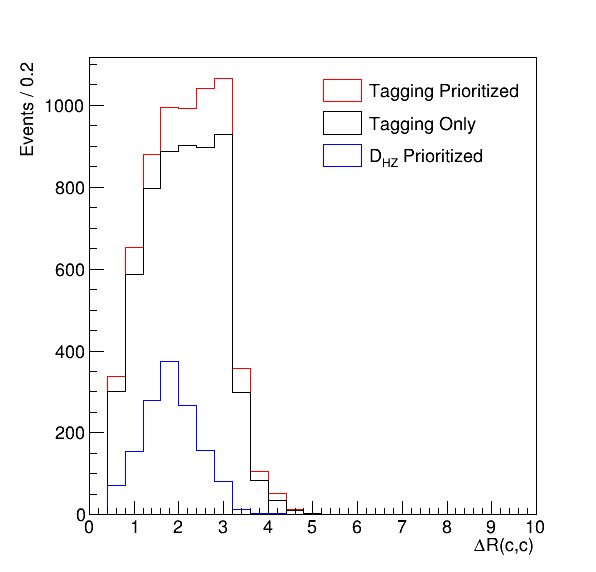 Events / 0.2
1000
800
600
400
200
0
Tagging Prioritized
Tagging Only
D_HZ Prioritized
0 1 2 3 4 5 6 7 8 9 10
ΔR(c,c)